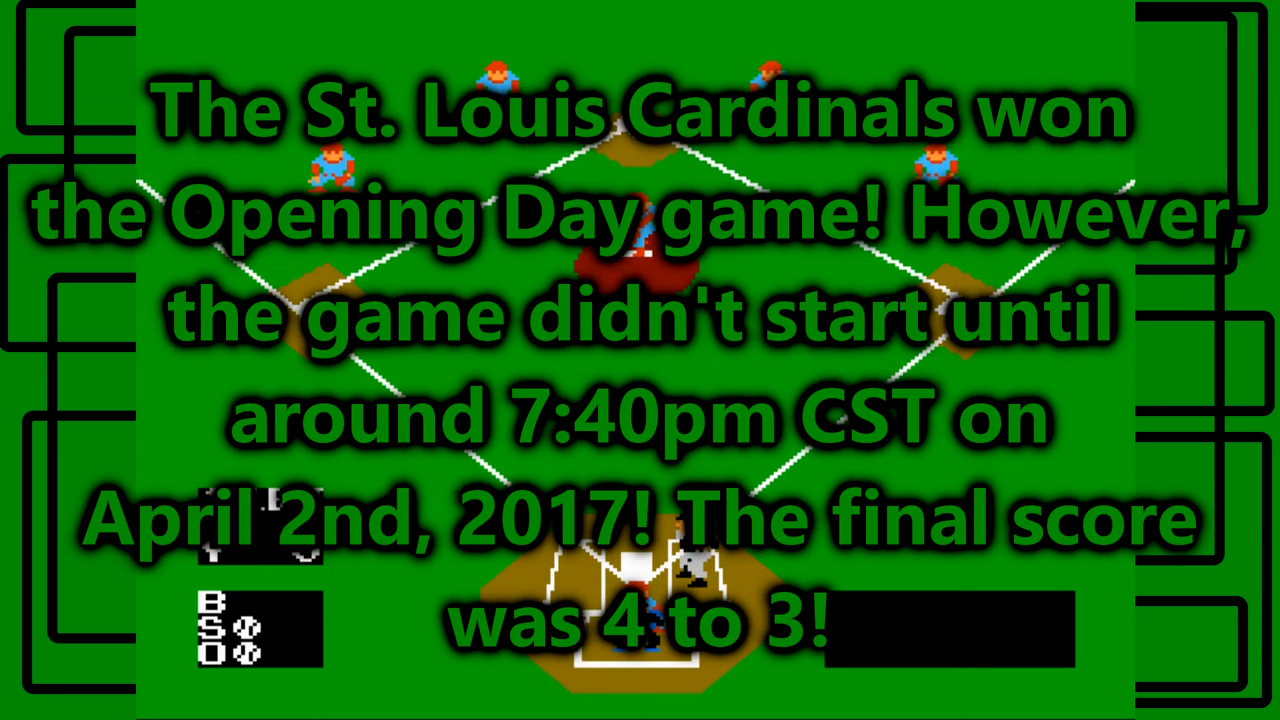 The St. Louis Cardinals won
the Opening Day game! However,
the game didn't start until
around 7:40pm CST on
April 2nd, 2017! The final score
was 4 to 3!
B
S
O